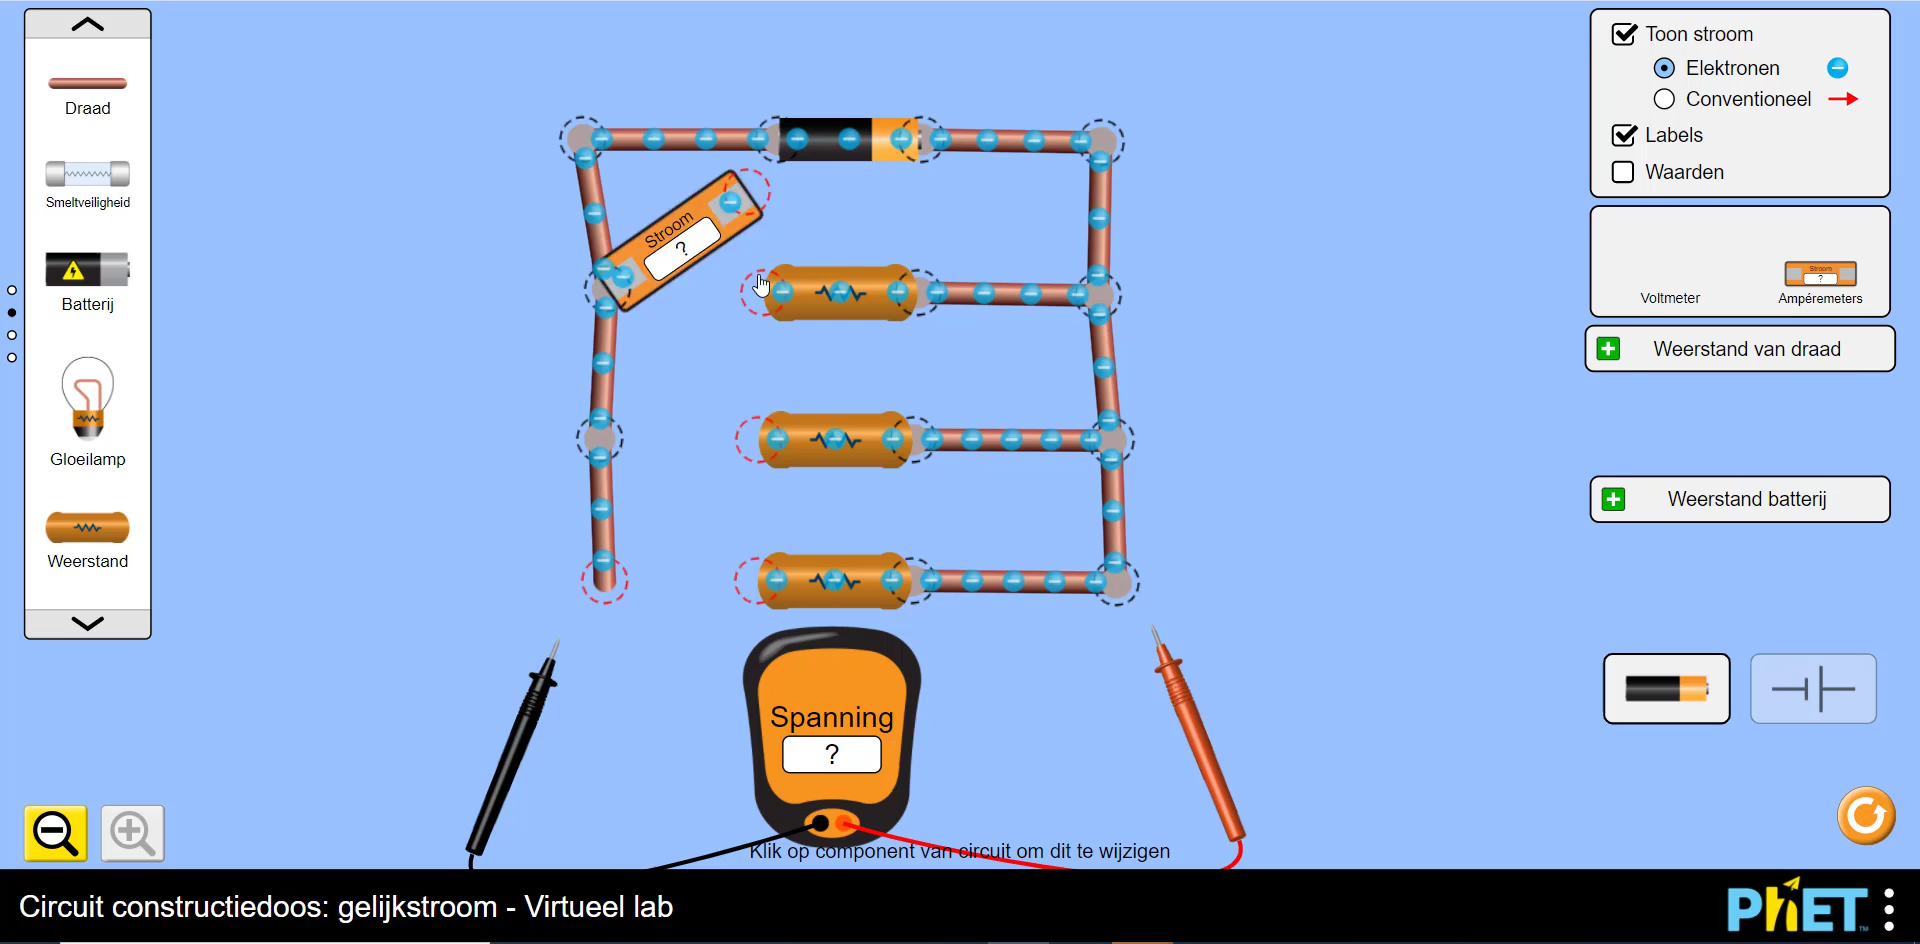 Draad
Smeltveiligheid
Batterij
Gloeilamp
Weerstand
Stroom
?
Spanning
?
Klik op component van circuit om dit te wijzigen
Toon stroom
Elektronen
Conventioneel
Labels
Waarden
Stroom
?
Voltmeter
Ampéremeters
Weerstand van draad
Weerstand batterij
Circuit constructiedoos: gelijkstroom - Virtueel lab
PhET